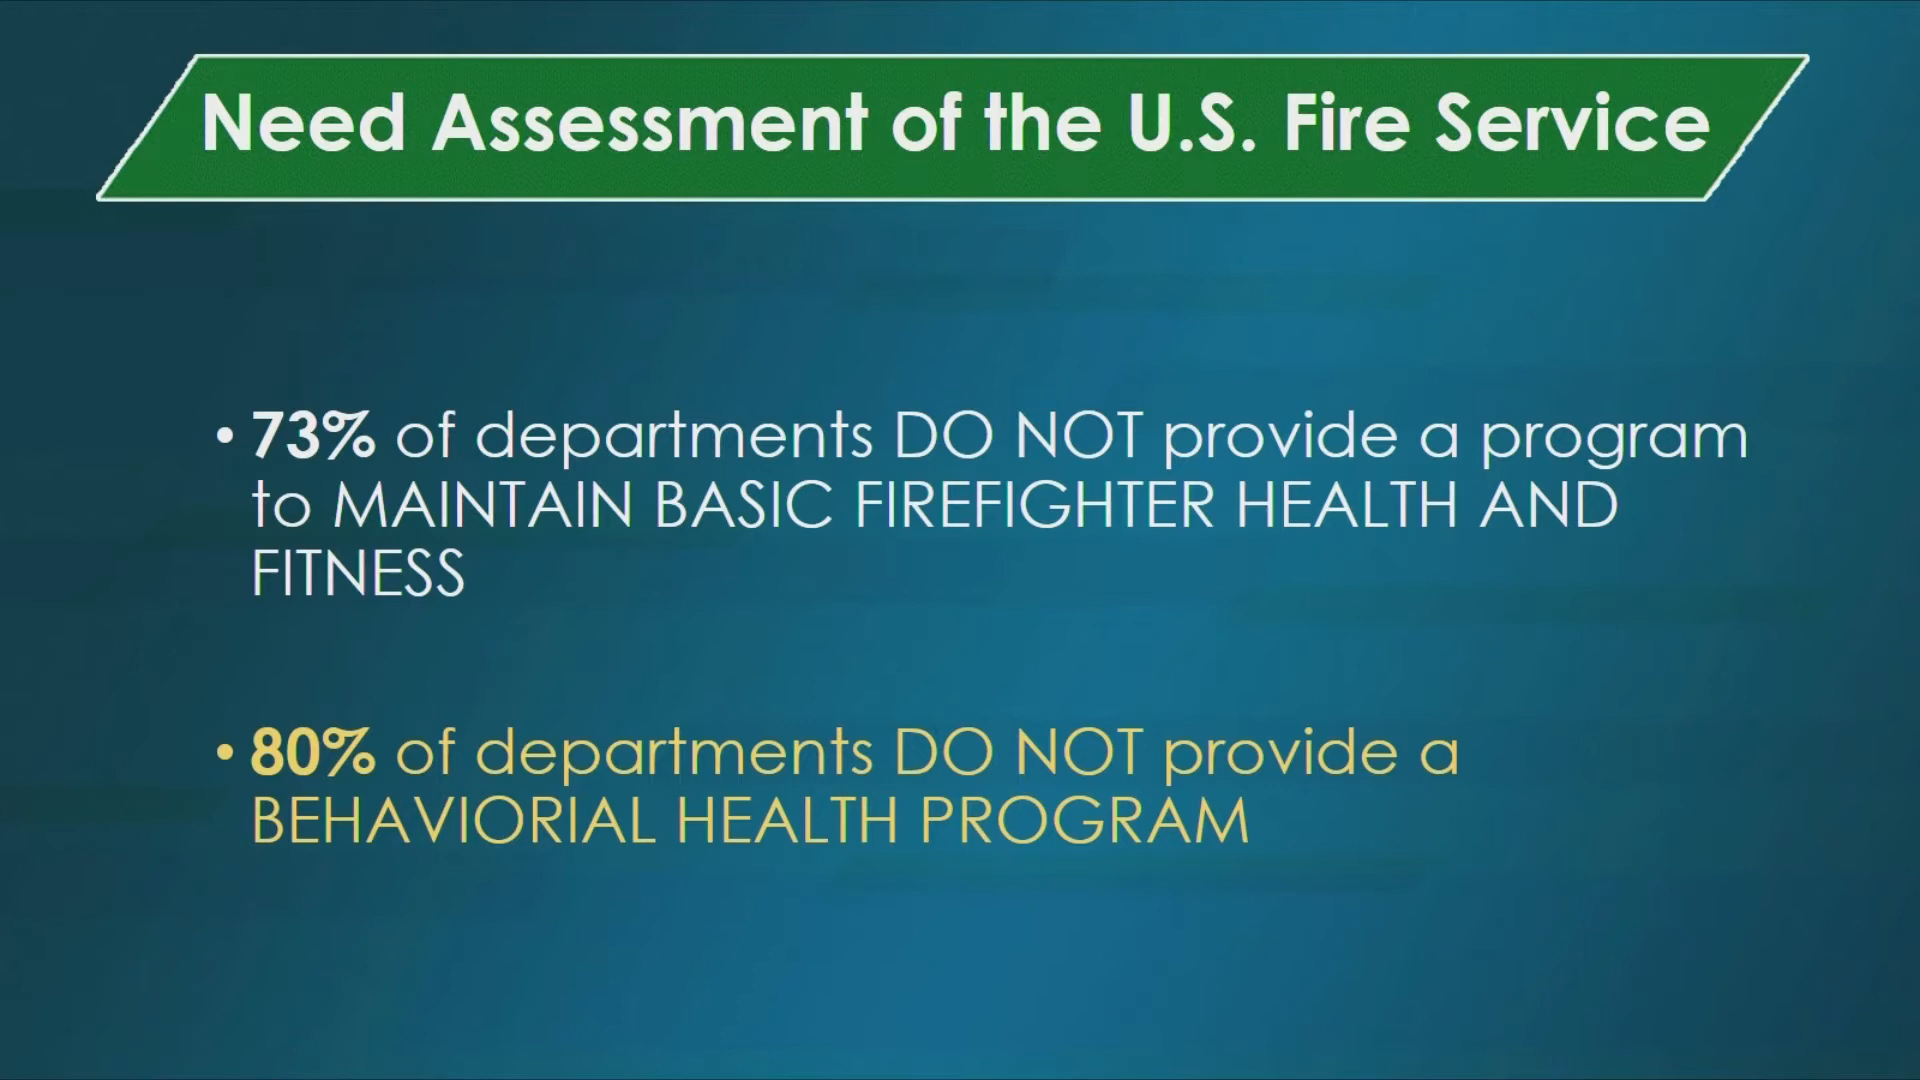 Need Assessment of the U.S. Fire Service
• 73% of departments DO NOT provide a program
to MAINTAIN BASIC FIREFIGHTER HEALTH AND
FITNESS
• 80% of departments DO NOT provide a
BEHAVIORIAL HEALTH PROGRAM